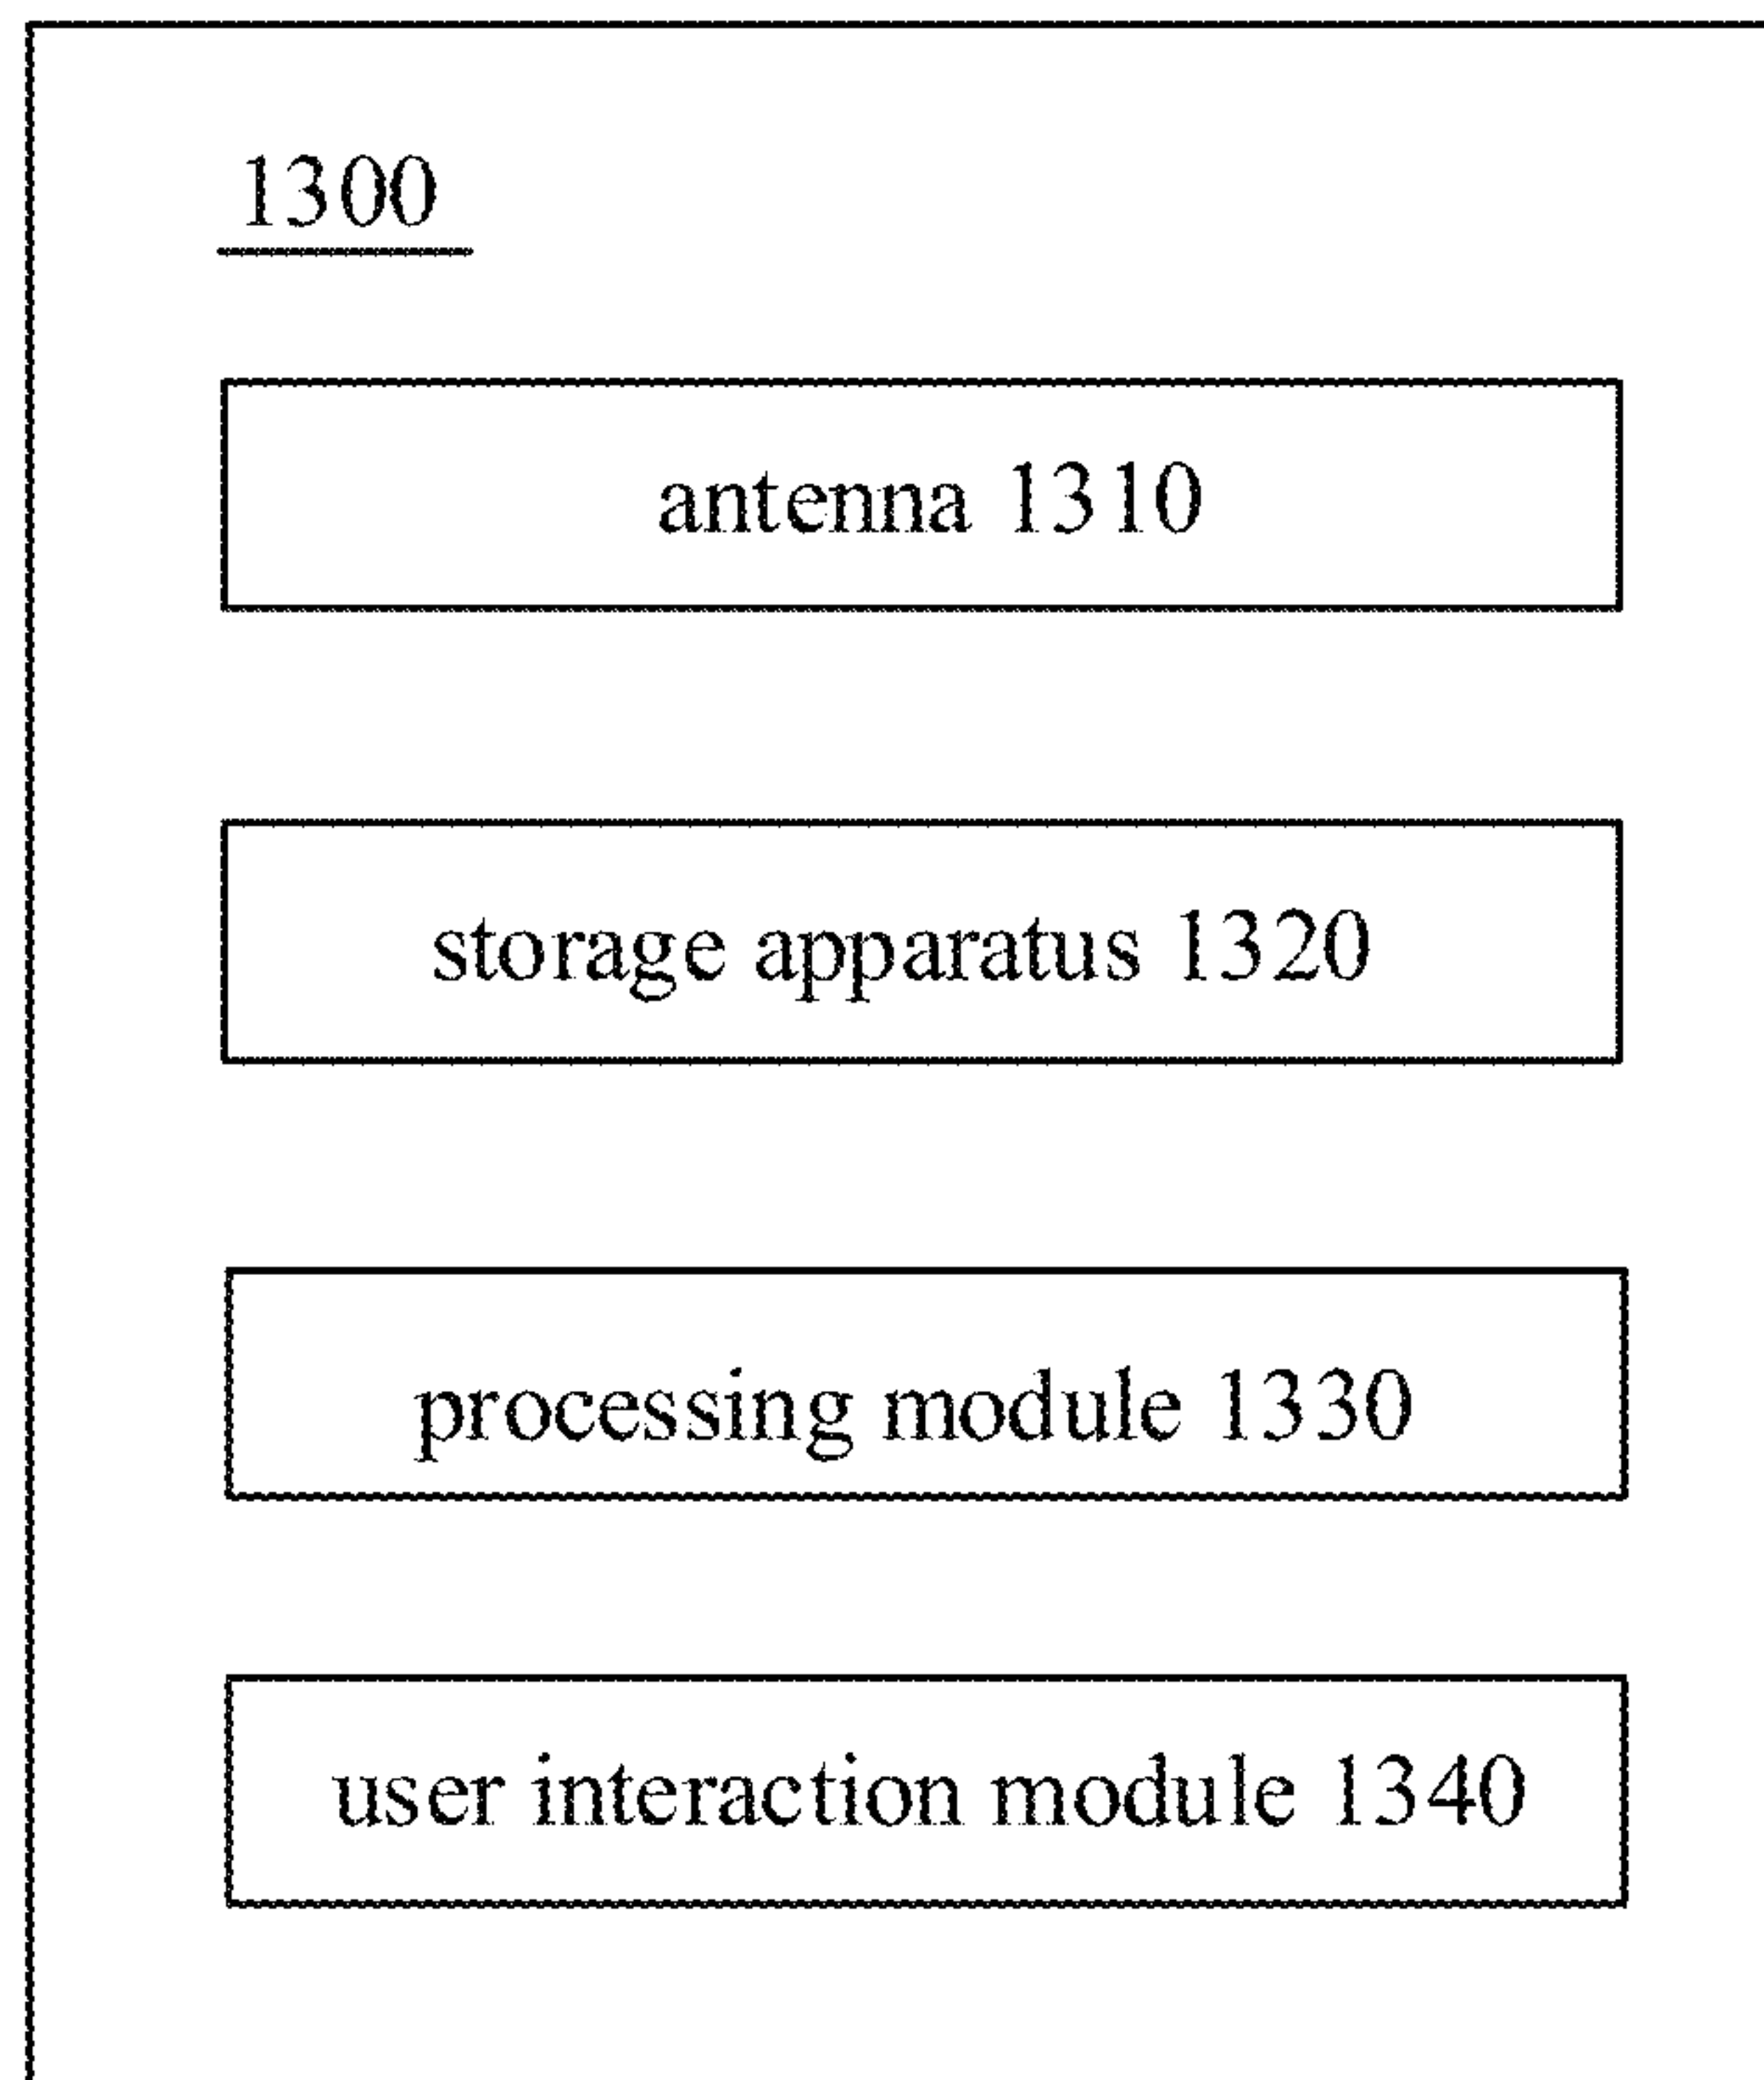 1300
antenna 1310
storage apparatus 1320
processing module 1330
user interaction module 1340